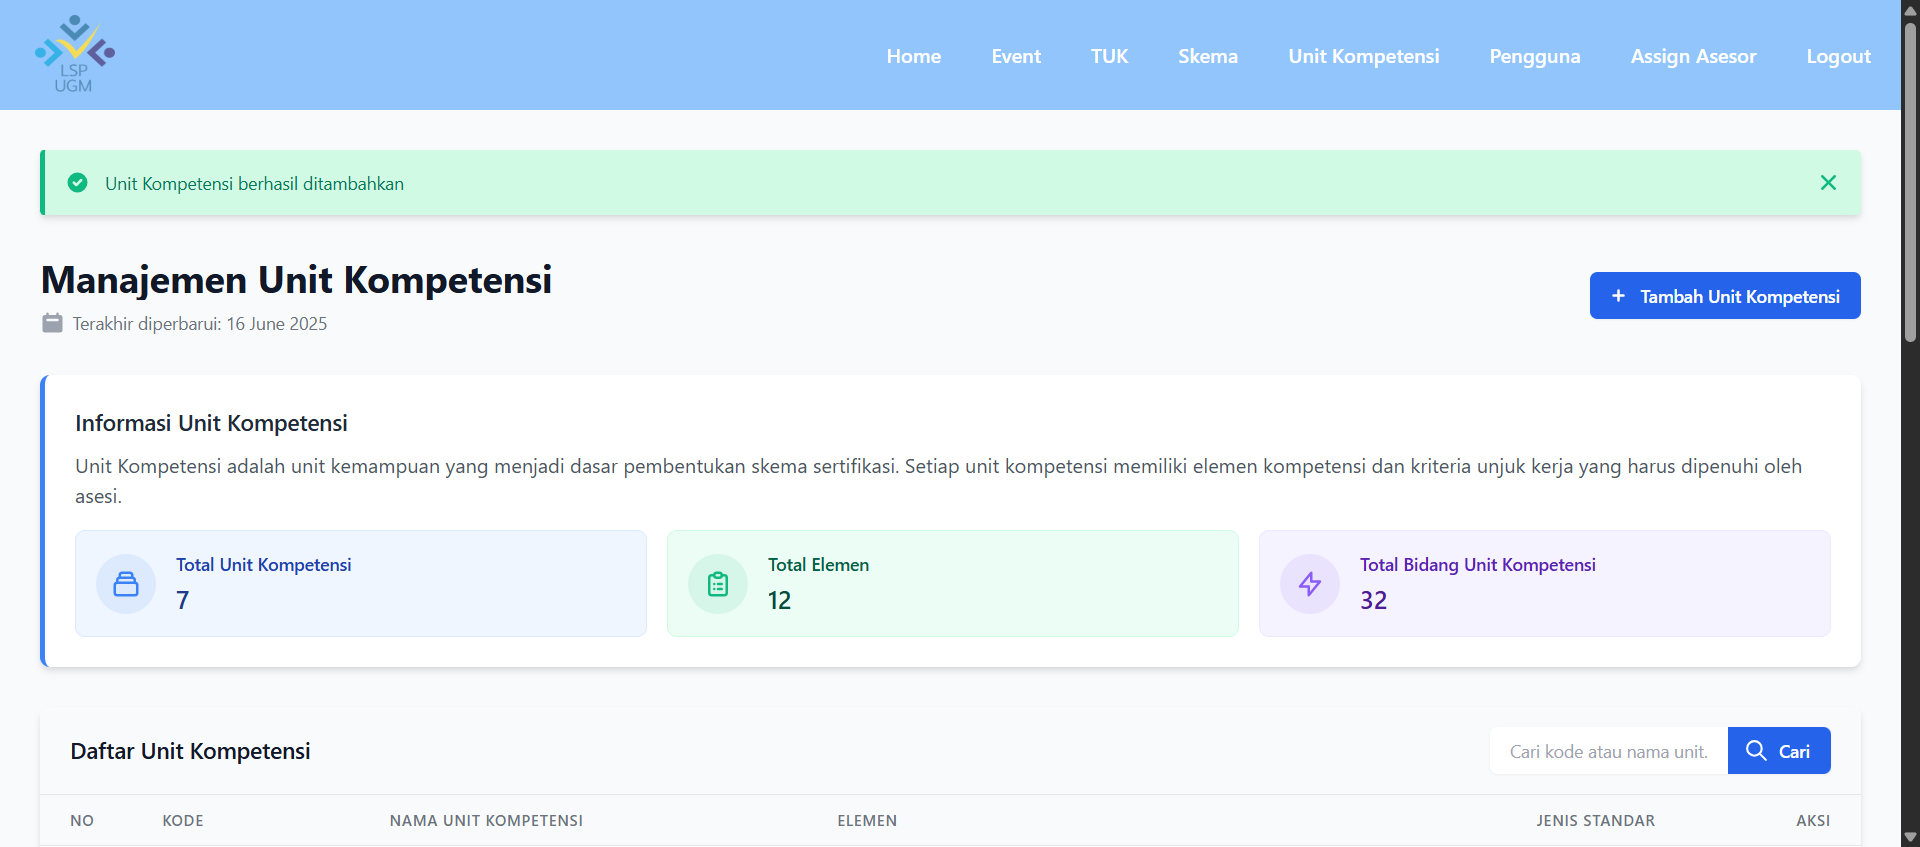 LSP
UGM
Home Event TUK Skema Unit Kompetensi Pengguna Assign Asesor Logout
Unit Kompetensi berhasil ditambahkan
Manajemen Unit Kompetensi
Terakhir diperbarui: 16 June 2025
+ Tambah Unit Kompetensi
Informasi Unit Kompetensi
Unit Kompetensi adalah unit kemampuan yang menjadi dasar pembentukan skema sertifikasi. Setiap unit kompetensi memiliki elemen kompetensi dan kriteria unjuk kerja yang harus dipenuhi oleh
asesi.
Total Unit Kompetensi
7
Total Elemen
12
Total Bidang Unit Kompetensi
32
Daftar Unit Kompetensi
Cari kode atau nama unit.
Cari
NO KODE NAMA UNIT KOMPETENSI ELEMEN JENIS STANDAR AKSI